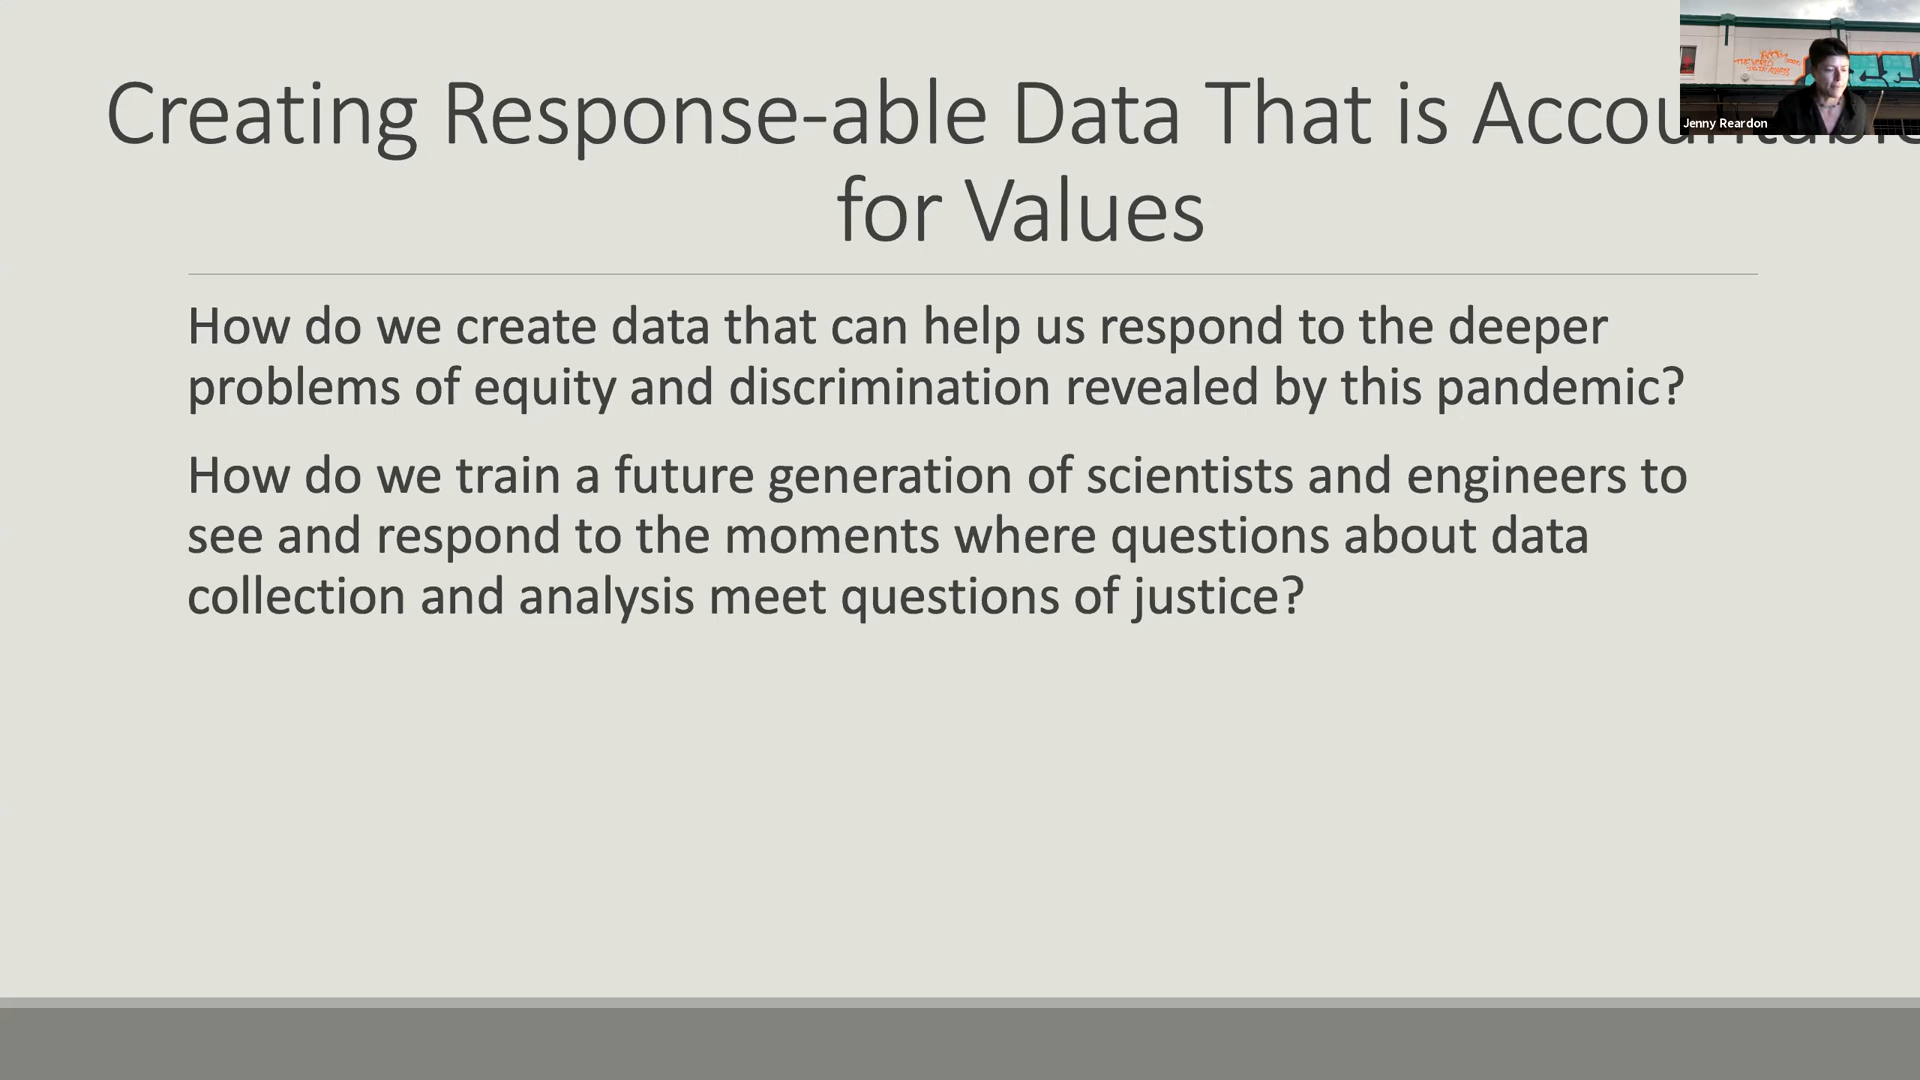 Creating Response-able Data That is Accountable
for Values
How do we create data that can help us respond to the deeper
problems of equity and discrimination revealed by this pandemic?
How do we train a future generation of scientists and engineers to
see and respond to the moments where questions about data
collection and analysis meet questions of justice?
Jenny Reardon